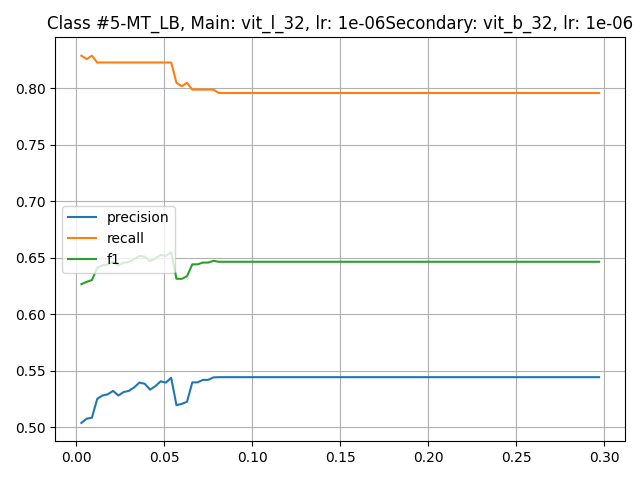 Class #5-MT_LB, Main: vit_l_32, lr: 1e-06Secondary: vit_b_32, lr: 1e-06
0.80
0.75
0.70
0.65
0.60
0.55
0.50
precision
recall
f1
0.00 0.05 0.10 0.15 0.20 0.25 0.30